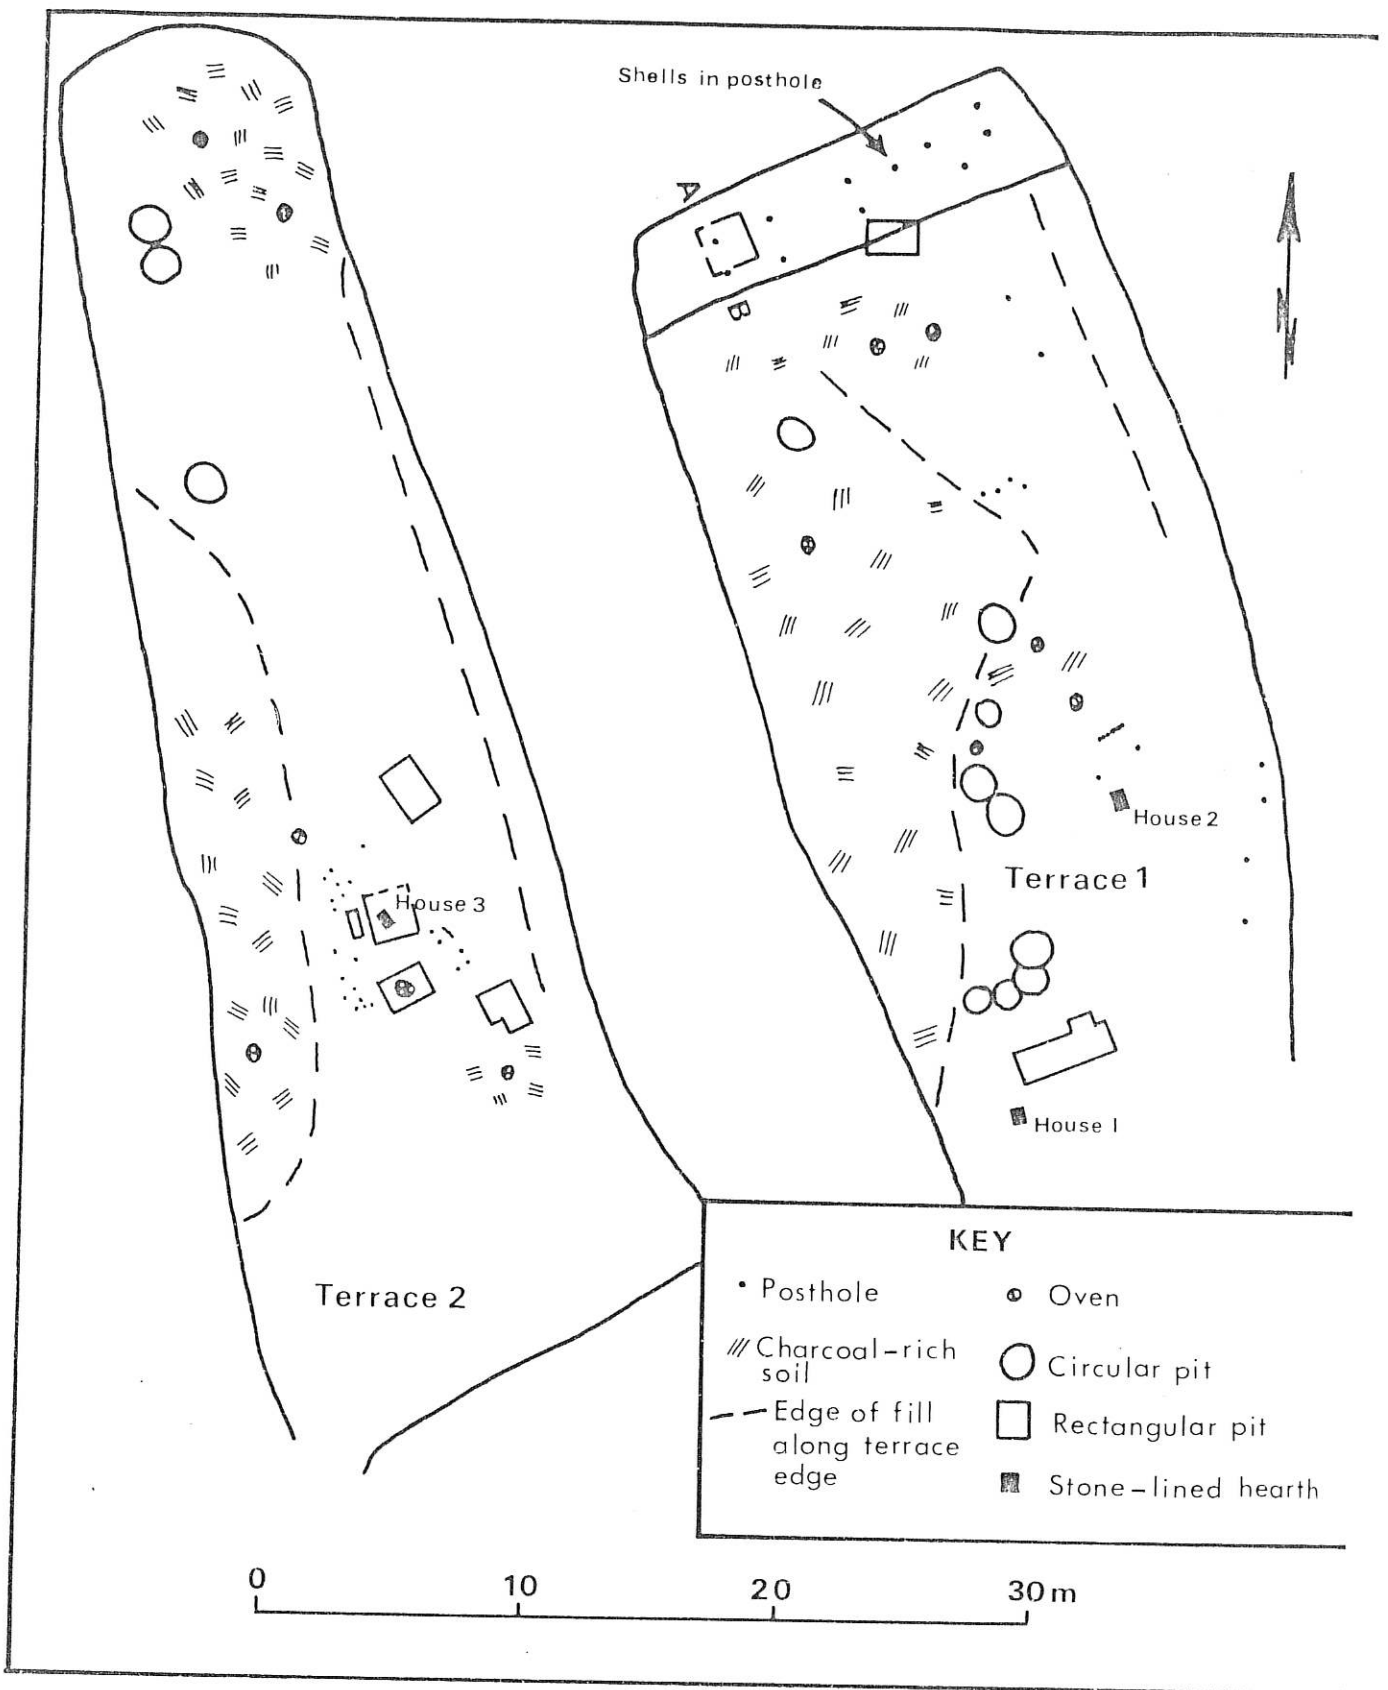 Shells in posthole
A
B
House 2
Terrace 1
House 3
House 1
Terrace 2
KEY
Posthole
Oven
Charcoal-rich
soil
Circular pit
Edge of fill
along terrace
edge
Rectangular pit
Stone-lined hearth
0 10 20 30m
N